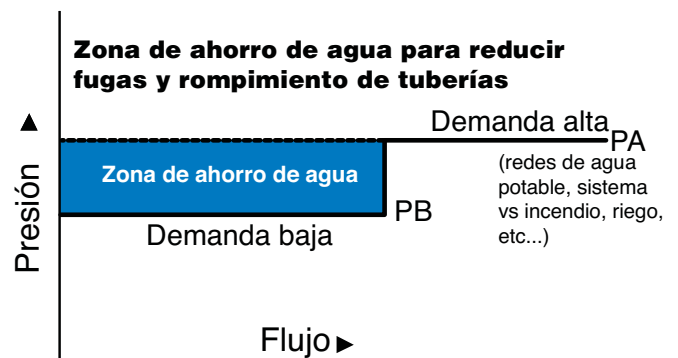 Zona de ahorro de agua para reducir
fugas y rompimiento de tuberías
Demanda alta
PA
(redes de agua
potable, sistema
vs incendio, riego,
etc...)
Zona de ahorro de agua
PB
Demanda baja
Presión
Flujo